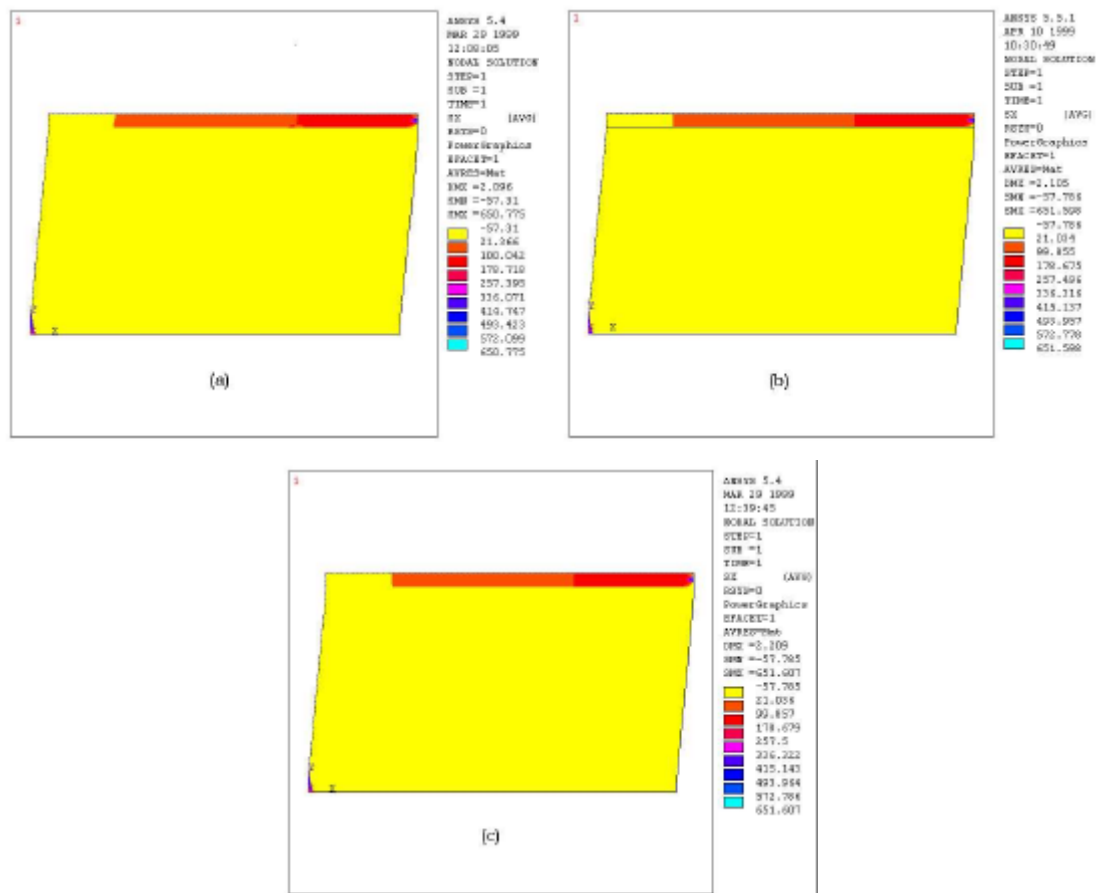 1
ANSYS 5.4
MAR 29 1999
12:08:05
NODAL SOLUTION
STEP=1
SUB =1
TIME=1
SX (AVG)
RSYS=0
PowerGraphics
EFACET=1
AVRES=Mat
DMX =2.096
SMN =-57.31
SMX =650.775
-57.31
21.366
100.042
178.718
257.395
336.071
414.747
493.423
572.099
650.775
X
(a)
1
ANSYS 5.5.1
APR 10 1999
10:30:49
NODAL SOLUTION
STEP=1
SUB =1
TIME=1
SX (AVG)
RSYS=0
PowerGraphics
EFACET=1
AVRES=Mat
DMX =2.105
SMN =-57.786
SMX =651.598
-57.786
21.034
99.855
178.675
257.496
336.316
415.137
493.957
572.778
651.598
X
(b)
1
ANSYS 5.4
MAR 29 1999
12:39:45
NODAL SOLUTION
STEP=1
SUB =1
TIME=1
SX (AVG)
RSYS=0
PowerGraphics
EFACET=1
AVRES=Mat
DMX =2.209
SMN =-57.785
SMX =651.607
-57.785
21.036
99.857
178.679
257.5
336.322
415.143
493.964
572.786
651.607
X
(c)